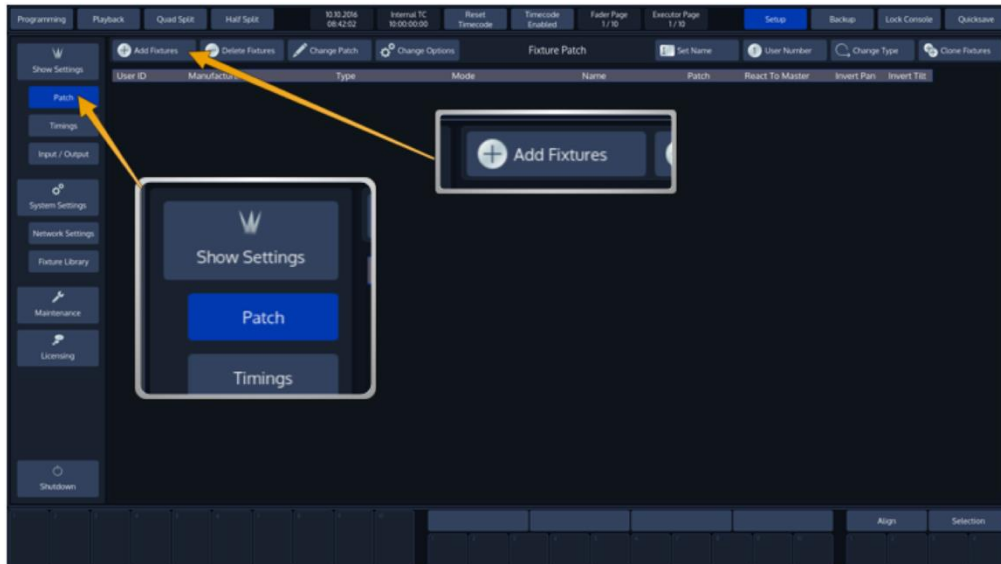 Programming
Playback
Quad Split
Half Split
10.10.2016
08:42:02
Internal TC
10:00:00:00
Reset
Timecode
Timecode
Enabled
Fader Page
1 / 10
Executor Page
1 / 10
Setup
Backup
Lock Console
Quicksave
Show Settings
Patch
Timings
Input / Output
System Settings
Network Settings
Fixture Library
Maintenance
Licensing
Shutdown
Add Fixtures
Delete Fixtures
Change Patch
Change Options
Fixture Patch
Set Name
User Number
Change Type
Clone Fixtures
User ID
Type
Mode
Name
Patch
React To Master
Invert Pan
Invert Tilt
Add Fixtures
Show Settings
Patch
Timings
Align
Selection